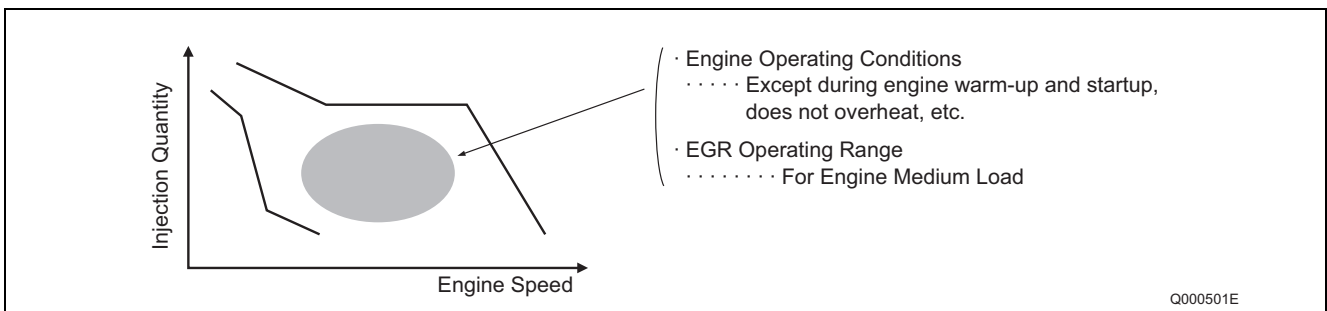 Injection Quantity
Engine Speed
· Engine Operating Conditions
· · · · · Except during engine warm-up and startup,
does not overheat, etc.
· EGR Operating Range
· · · · · · · · For Engine Medium Load
Q000501E